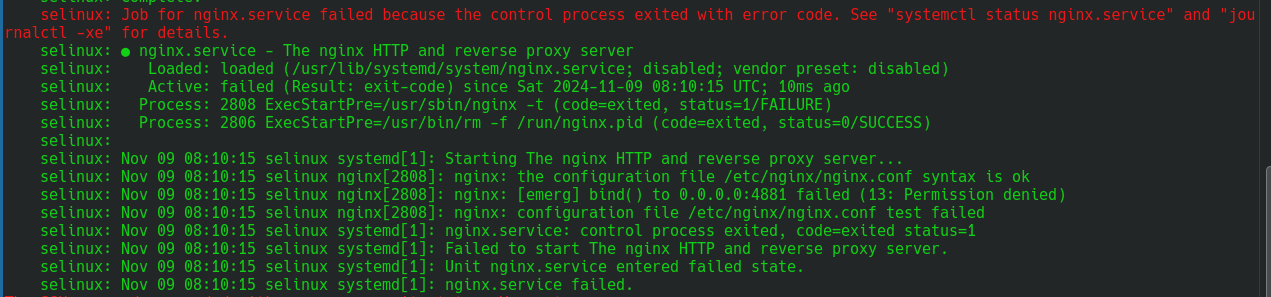 selinux: Complete!
selinux: Job for nginx.service failed because the control process exited with error code. See "systemctl status nginx.service" and "jou
rnalctl -xe" for details.
selinux: ● nginx.service - The nginx HTTP and reverse proxy server
selinux:    Loaded: loaded (/usr/lib/systemd/system/nginx.service; disabled; vendor preset: disabled)
selinux:    Active: failed (Result: exit-code) since Sat 2024-11-09 08:10:15 UTC; 10ms ago
selinux:   Process: 2808 ExecStartPre=/usr/sbin/nginx -t (code=exited, status=1/FAILURE)
selinux:   Process: 2806 ExecStartPre=/usr/bin/rm -f /run/nginx.pid (code=exited, status=0/SUCCESS)
selinux:
selinux: Nov 09 08:10:15 selinux systemd[1]: Starting The nginx HTTP and reverse proxy server...
selinux: Nov 09 08:10:15 selinux nginx[2808]: nginx: the configuration file /etc/nginx/nginx.conf syntax is ok
selinux: Nov 09 08:10:15 selinux nginx[2808]: nginx: [emerg] bind() to 0.0.0.0:4881 failed (13: Permission denied)
selinux: Nov 09 08:10:15 selinux nginx[2808]: nginx: configuration file /etc/nginx/nginx.conf test failed
selinux: Nov 09 08:10:15 selinux systemd[1]: nginx.service: control process exited, code=exited status=1
selinux: Nov 09 08:10:15 selinux systemd[1]: Failed to start The nginx HTTP and reverse proxy server.
selinux: Nov 09 08:10:15 selinux systemd[1]: Unit nginx.service entered failed state.
selinux: Nov 09 08:10:15 selinux systemd[1]: nginx.service failed.